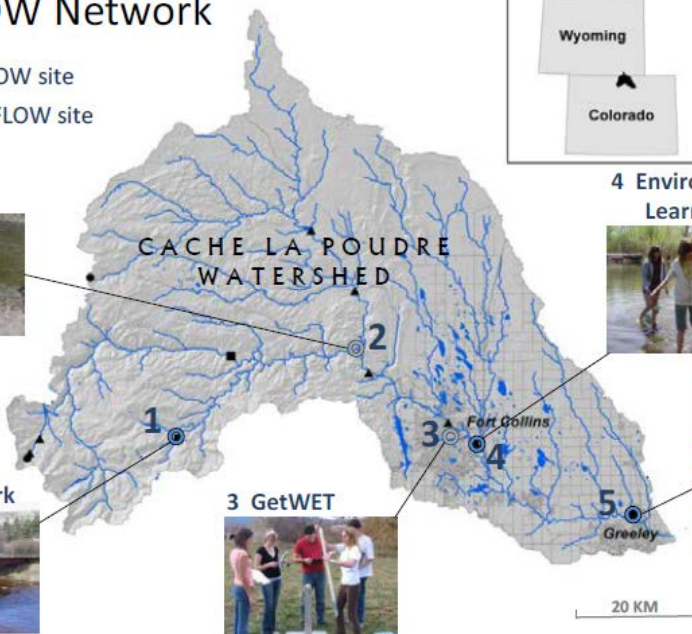 OW Network
OW site
FLOW site
Wyoming
Colorado
4 Enviro
Learn
CACHE LA POUDRE
WATERSHED
2
1
Fort Collins
3
4
rk
3 GetWET
5
Greeley
20 KM